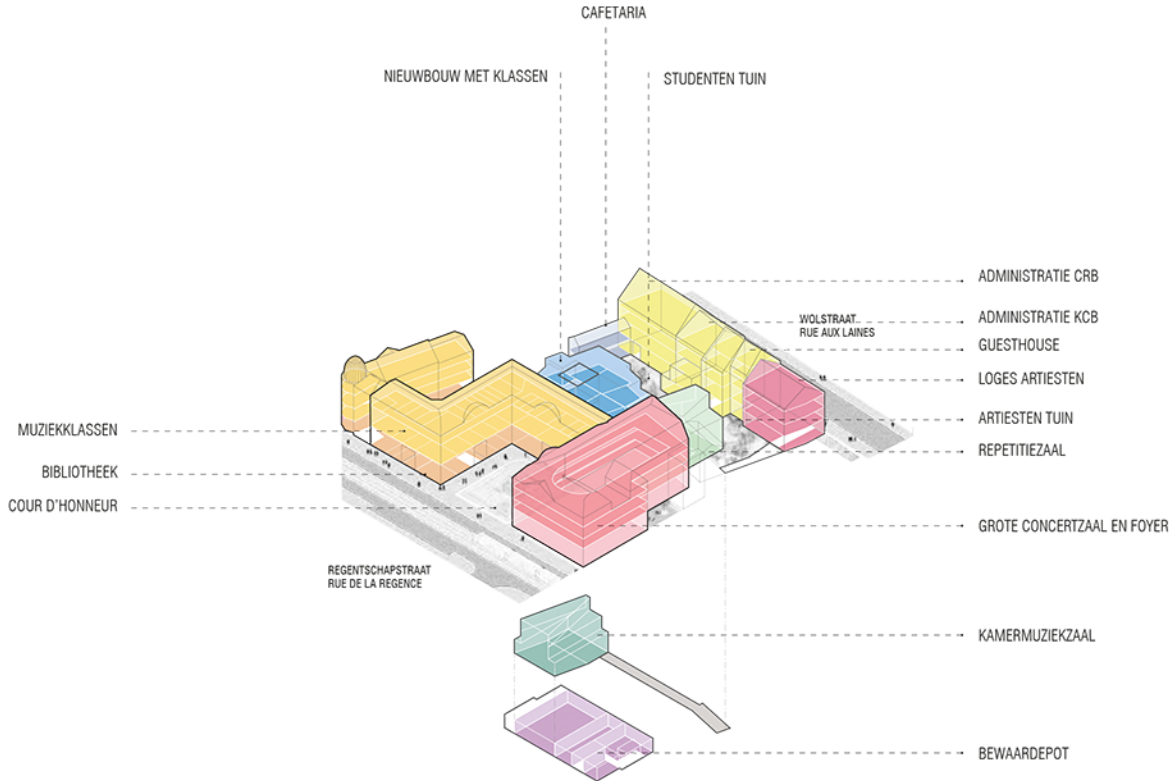 CAFETARIA
NIEUWBOUW MET KLASSEN
STUDENTEN TUIN
ADMINISTRATIE CRB
WOLSTRAAT
RUE AUX LAINES
ADMINISTRATIE KCB
GUESTHOUSE
LOGES ARTIESTEN
ARTIESTEN TUIN
MUZIEKKLASSEN
REPETITIEZAAL
BIBLIOTHEEK
COUR D'HONNEUR
GROTE CONCERTZAAL EN FOYER
REGENTSCHAPSTRAAT
RUE DE LA REGENCE
KAMERMUZIEKZAAL
BEWAARDEPOT